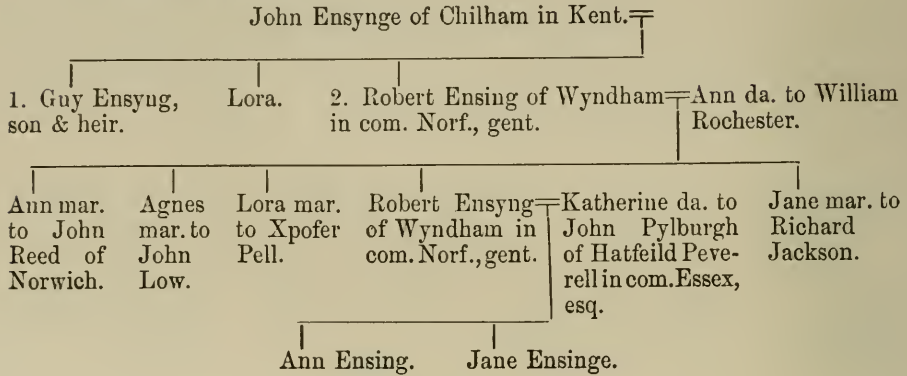 John Ensynge of Chilham in Kent.
1. Guy Ensyng,
son & heir.
Lora.
2. Robert Ensing of Wyndham
in com. Norf., gent.
Ann da. to William
Rochester.
Ann mar.
to John
Reed of
Norwich.
Agnes
mar. to
John
Low.
Lora mar.
to Xpofer
Pell.
Robert Ensyng
of Wyndham in
com. Norf., gent.
Katherine da. to
John Pylburgh
of Hatfeild Peve-
rell in com. Essex,
esq.
Jane mar. to
Richard
Jackson.
Ann Ensing.
Jane Ensinge.